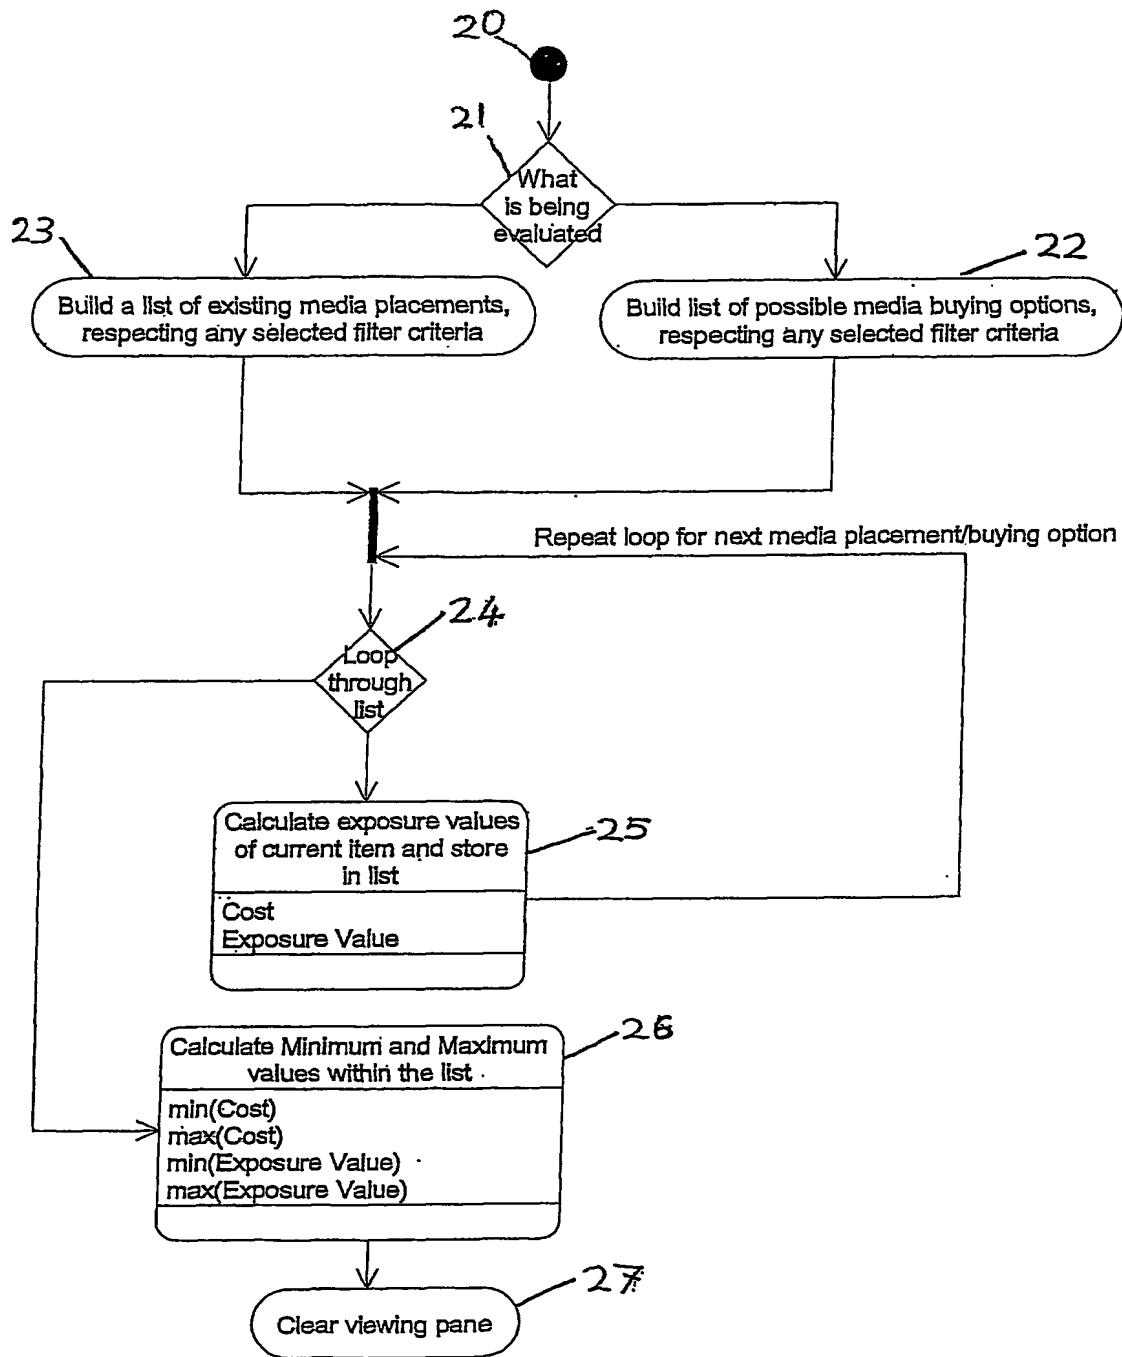 20
21
What
is being
evaluated
23
22
Build a list of existing media placements,
respecting any selected filter criteria
Build list of possible media buying options,
respecting any selected filter criteria
Repeat loop for next media placement/buying option
24
Loop
through
list
Calculate exposure values
of current item and store
in list
25
Cost
Exposure Value
26
Calculate Minimum and Maximum
values within the list
min(Cost)
max(Cost)
min(Exposure Value)
max(Exposure Value)
27
Clear viewing pane